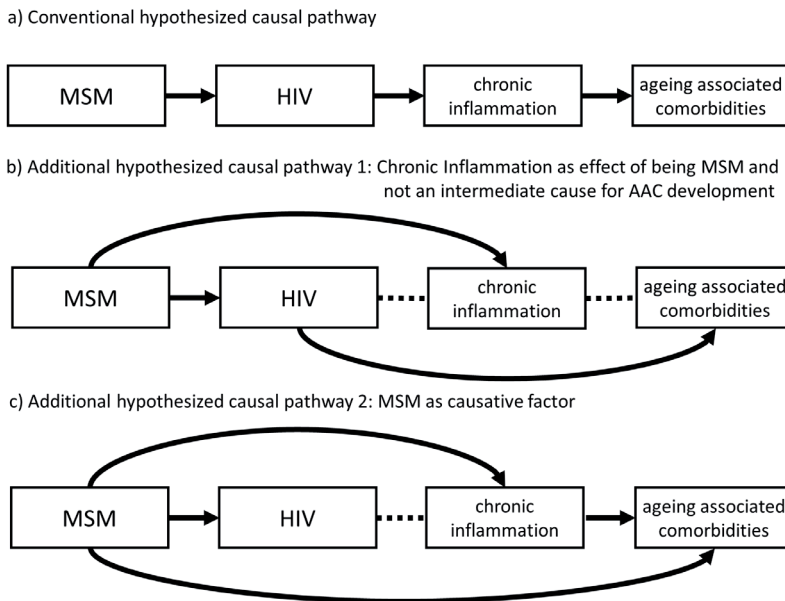 a) Conventional hypothesized causal pathway
MSM
HIV
chronic
inflammation
ageing associated
comorbidities
b) Additional hypothesized causal pathway 1: Chronic Inflammation as effect of being MSM and
not an intermediate cause for AAC development
MSM
HIV
chronic
inflammation
ageing associated
comorbidities
c) Additional hypothesized causal pathway 2: MSM as causative factor
MSM
HIV
chronic
inflammation
ageing associated
comorbidities